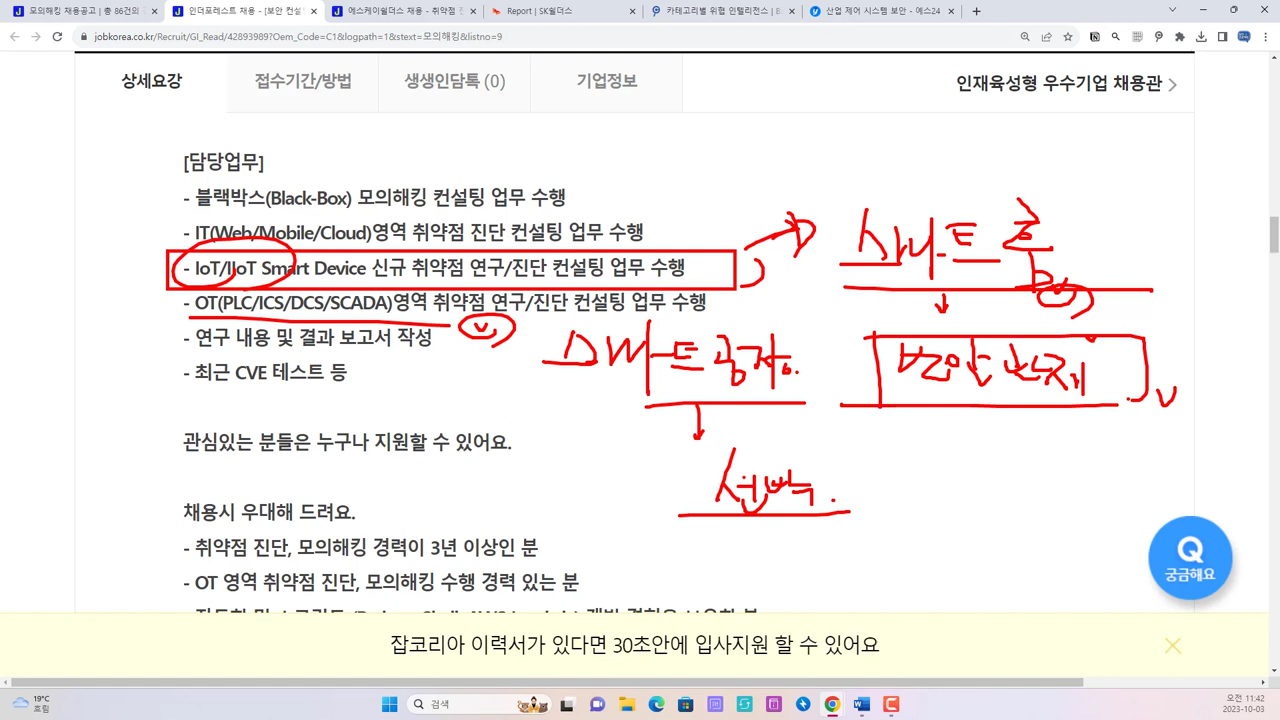 모의해킹 채용공고 | 총 86건의
인더포레스트 채용 - [보안 컨설
에스케이쉴더스 채용 - 취약점
Report | SK쉴더스
카테고리별 위협 인텔리전스 |
산업 제어 시스템 보안 - 예스24
jobkorea.co.kr/Recruit/GI_Read/42893989?Oem_Code=C1&logpath=1&stext=모의해킹&listno=9
상세요강
접수기간/방법
생생인담톡 (0)
기업정보
인재육성형 우수기업 채용관
[담당업무]
- 블랙박스(Black-Box) 모의해킹 컨설팅 업무 수행
- IT(Web/Mobile/Cloud)영역 취약점 진단 컨설팅 업무 수행
- IoT/IIoT Smart Device 신규 취약점 연구/진단 컨설팅 업무 수행
- OT(PLC/ICS/DCS/SCADA)영역 취약점 연구/진단 컨설팅 업무 수행
- 연구 내용 및 결과 보고서 작성
- 최근 CVE 테스트 등
스마트 홈
스마트 공장
관심있는 분들은 누구나 지원할 수 있어요.
채용시 우대해 드려요.
- 취약점 진단, 모의해킹 경력이 3년 이상인 분
- OT 영역 취약점 진단, 모의해킹 수행 경력 있는 분
Q
궁금해요
잡코리아 이력서가 있다면 30초안에 입사지원 할 수 있어요
19°C
흐림
검색
오전 11:42
2023-10-03